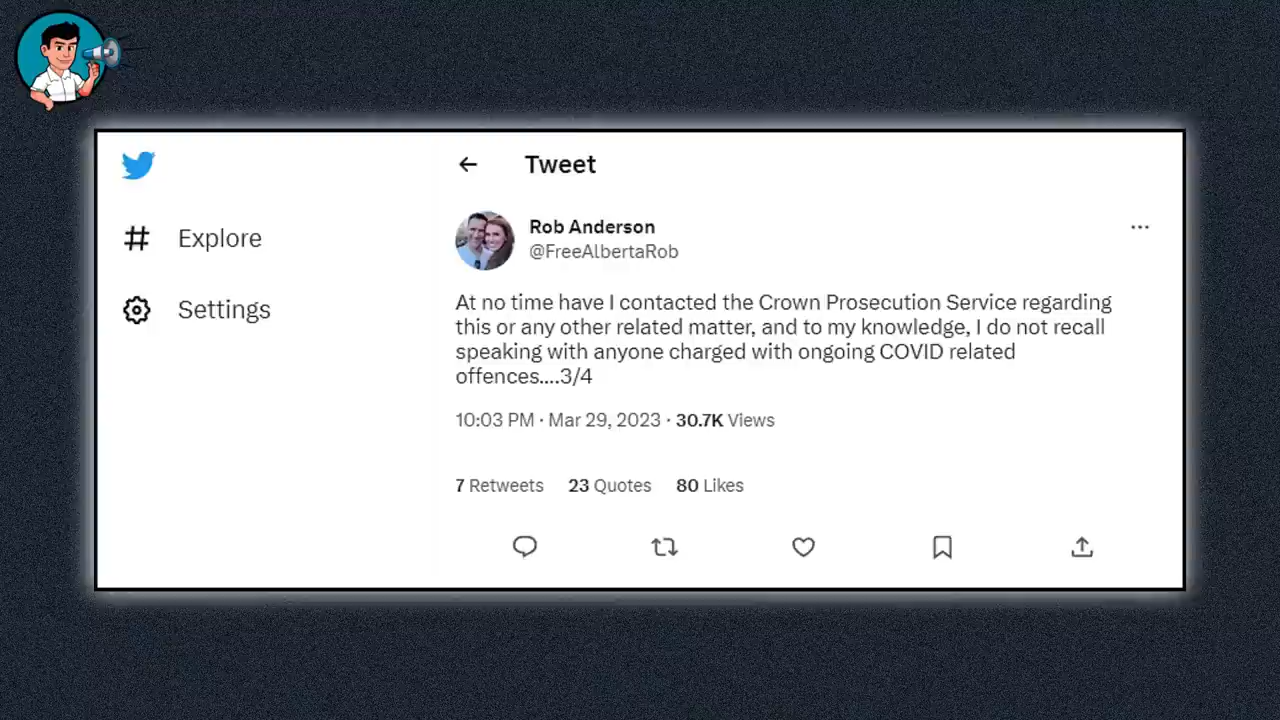 Tweet
Explore
Settings
Rob Anderson
@FreeAlbertaRob
At no time have I contacted the Crown Prosecution Service regarding
this or any other related matter, and to my knowledge, I do not recall
speaking with anyone charged with ongoing COVID related
offences....3/4
10:03 PM · Mar 29, 2023 · 30.7K Views
7 Retweets 23 Quotes 80 Likes